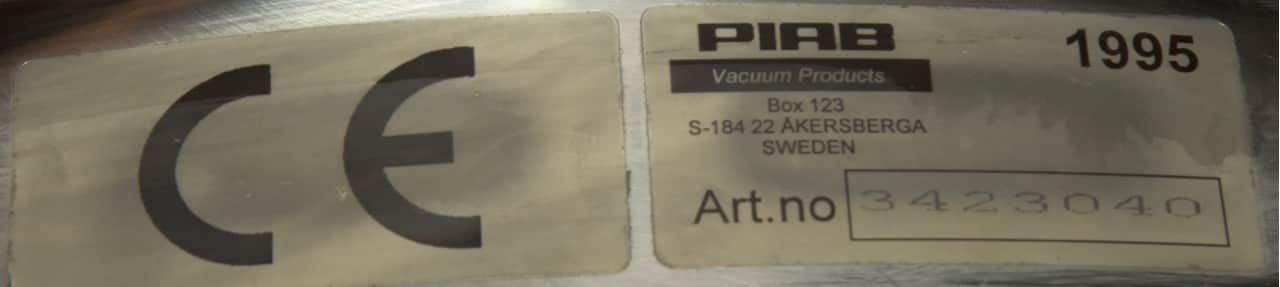 CE
PIAB
1995
Vacuum Products
Box 123
S-184 22 ÅKERSBERGA
SWEDEN
Art.no 3423040